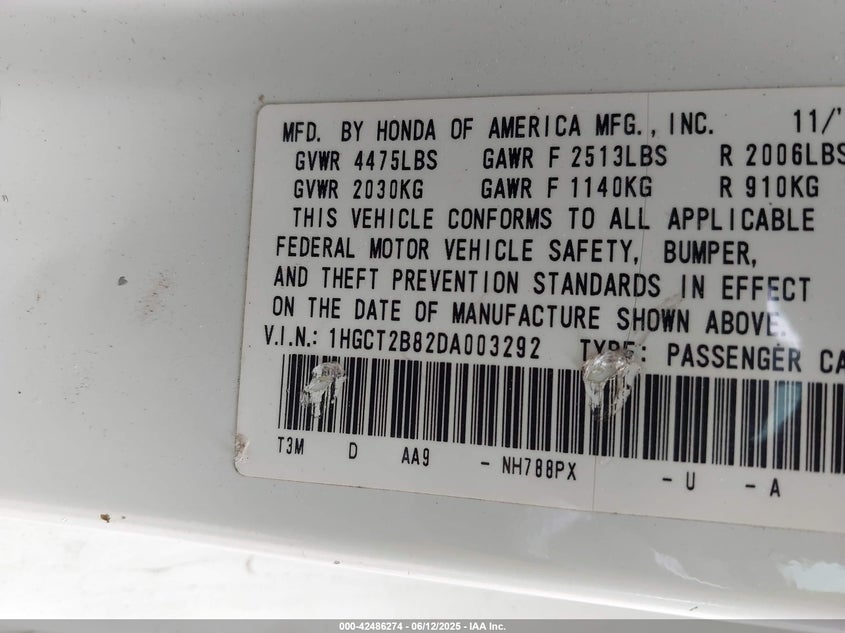 MFD. BY HONDA OF AMERICA MFG., INC. 11/'
GVWR 4475LBS GAWR F 2513LBS R 2006LBS
GVWR 2030KG GAWR F 1140KG R 910KG
THIS VEHICLE CONFORMS TO ALL APPLICABLE
FEDERAL MOTOR VEHICLE SAFETY, BUMPER,
AND THEFT PREVENTION STANDARDS IN EFFECT
ON THE DATE OF MANUFACTURE SHOWN ABOVE.
V.I.N.: 1HGCT2B82DA003292 TYPE: PASSENGER CA
T3M D AA9 - NH788PX - U - A
000-42486274 - 06/12/2025 - IAA Inc.